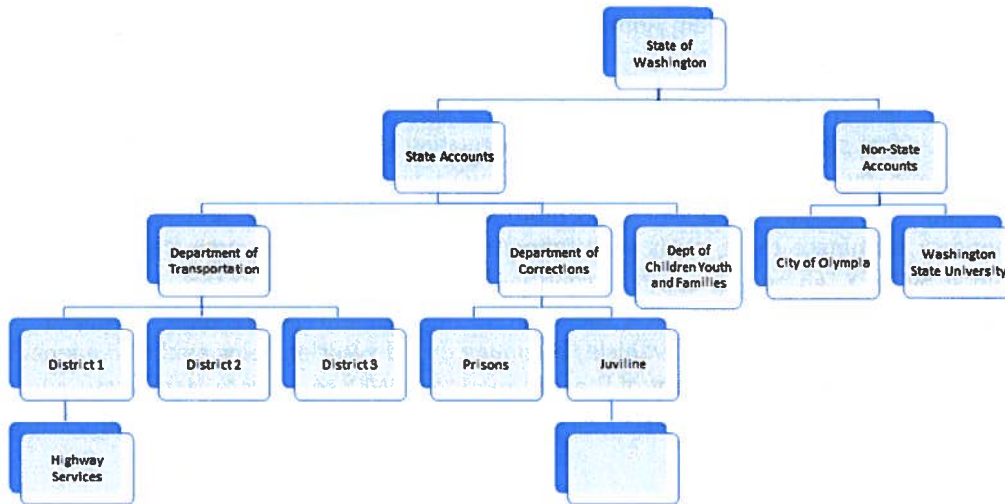 State of
Washington
State Accounts
Non-State
Accounts
Department of
Transportation
Department of
Corrections
Dept of
Children Youth
and Families
City of Olympia
Washington
State University
District 1
District 2
District 3
Prisons
Juviline
Highway
Services